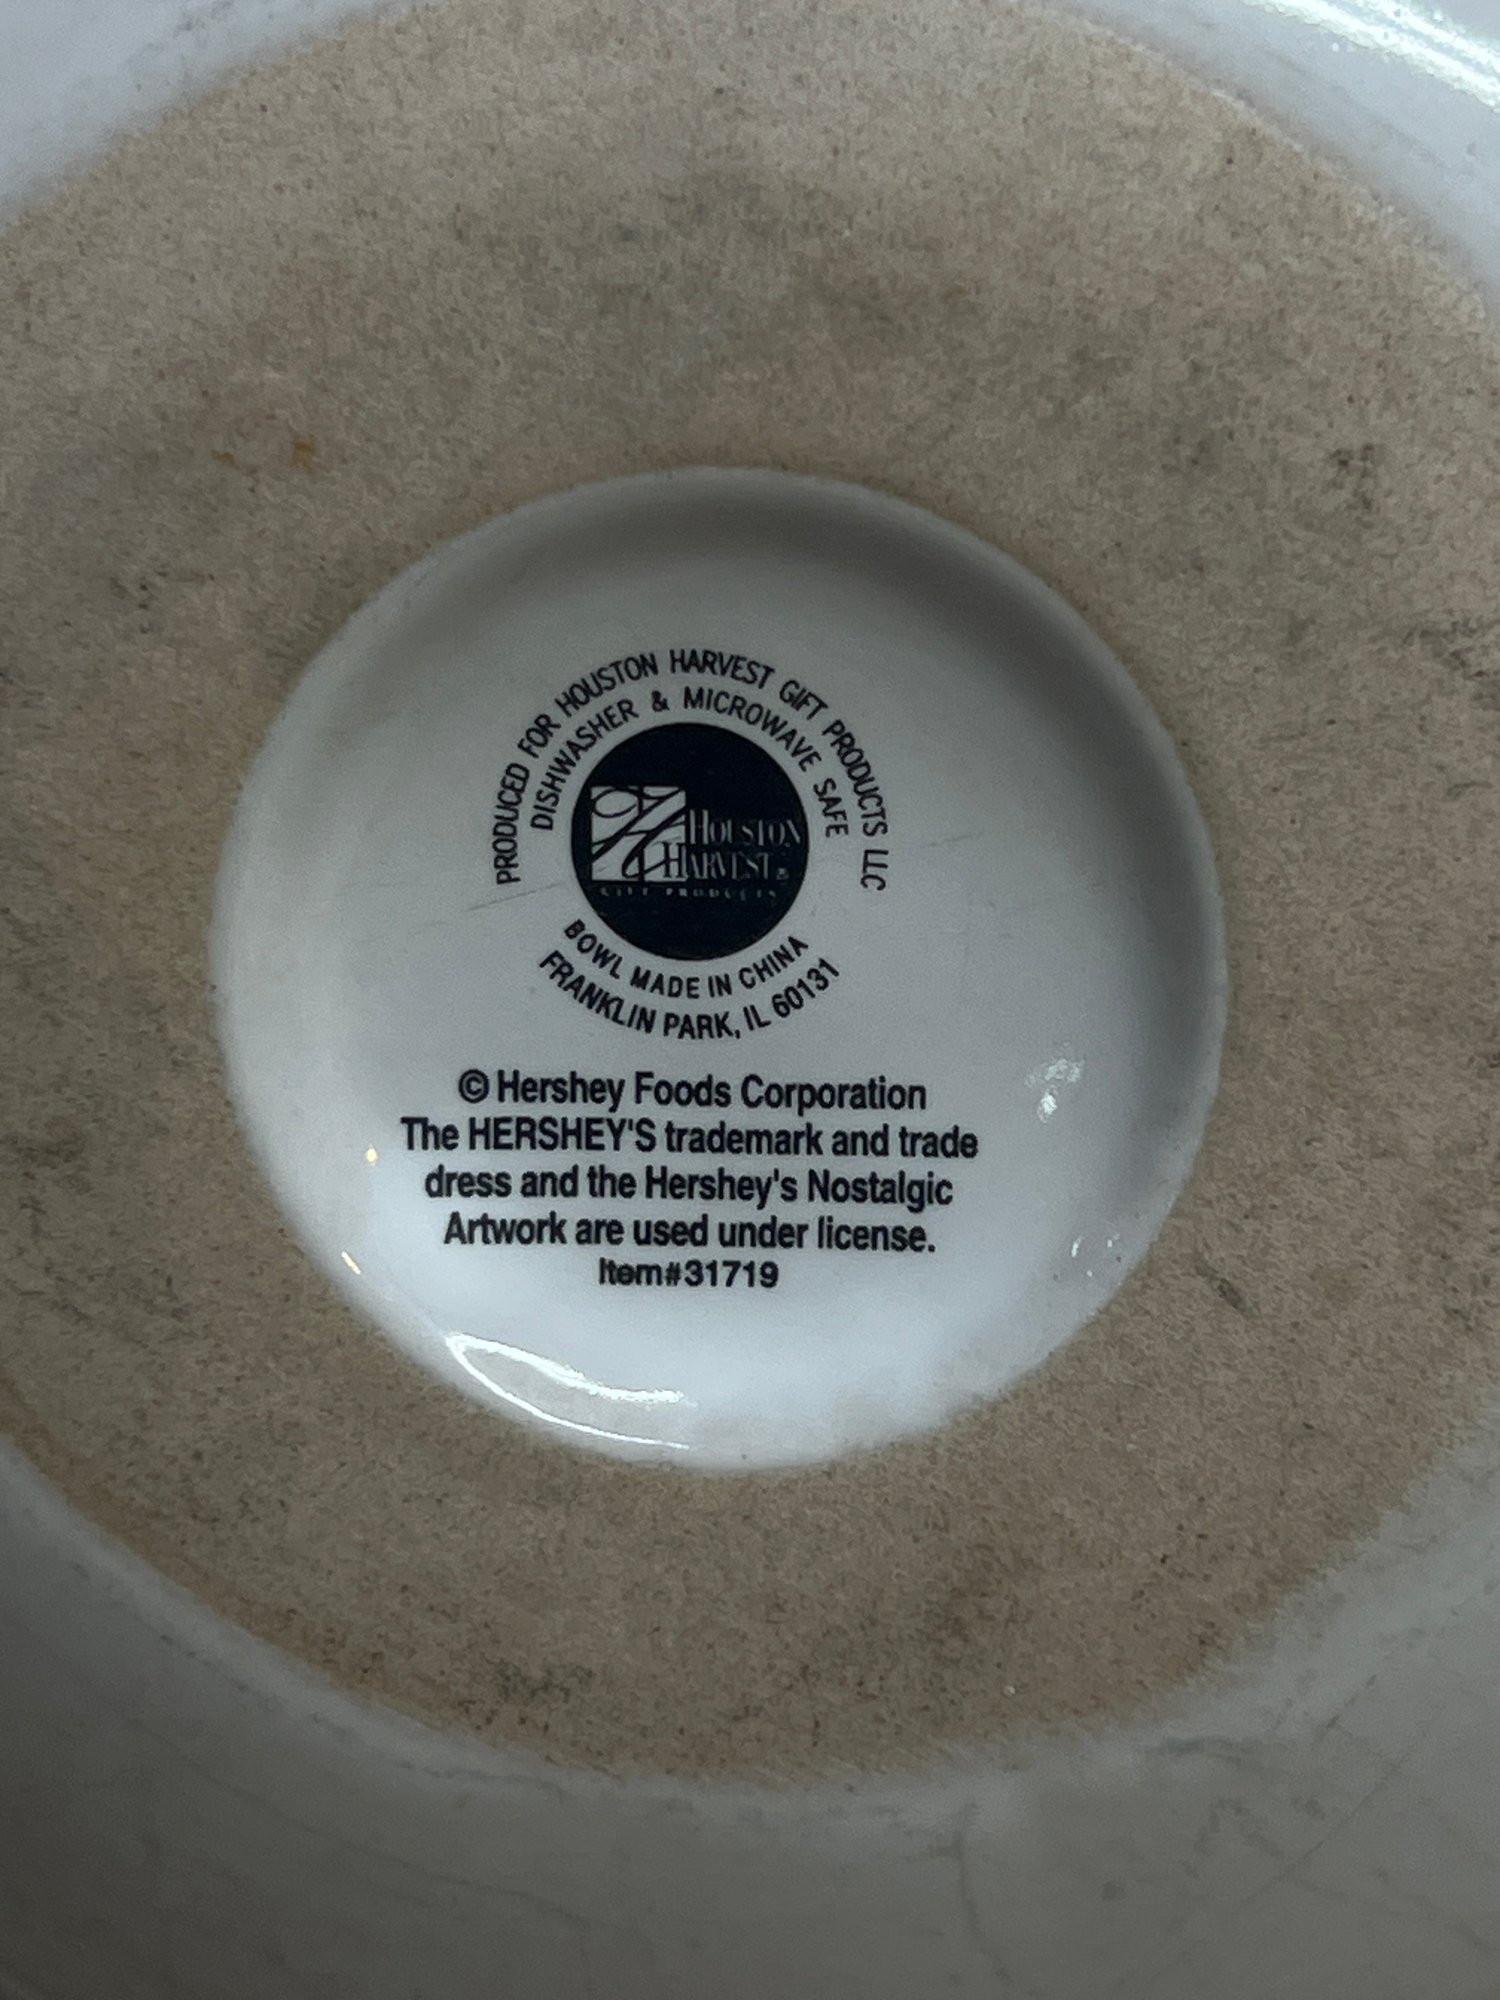 PRODUCED FOR HOUSTON HARVEST GIFT PRODUCTS LLC
DISHWASHER & MICROWAVE SAFE
HOUSTON
HARVEST®
GIFT PRODUCTS
BOWL MADE IN CHINA
FRANKLIN PARK, IL 60131
© Hershey Foods Corporation
The HERSHEY'S trademark and trade
dress and the Hershey's Nostalgic
Artwork are used under license.
Item#31719